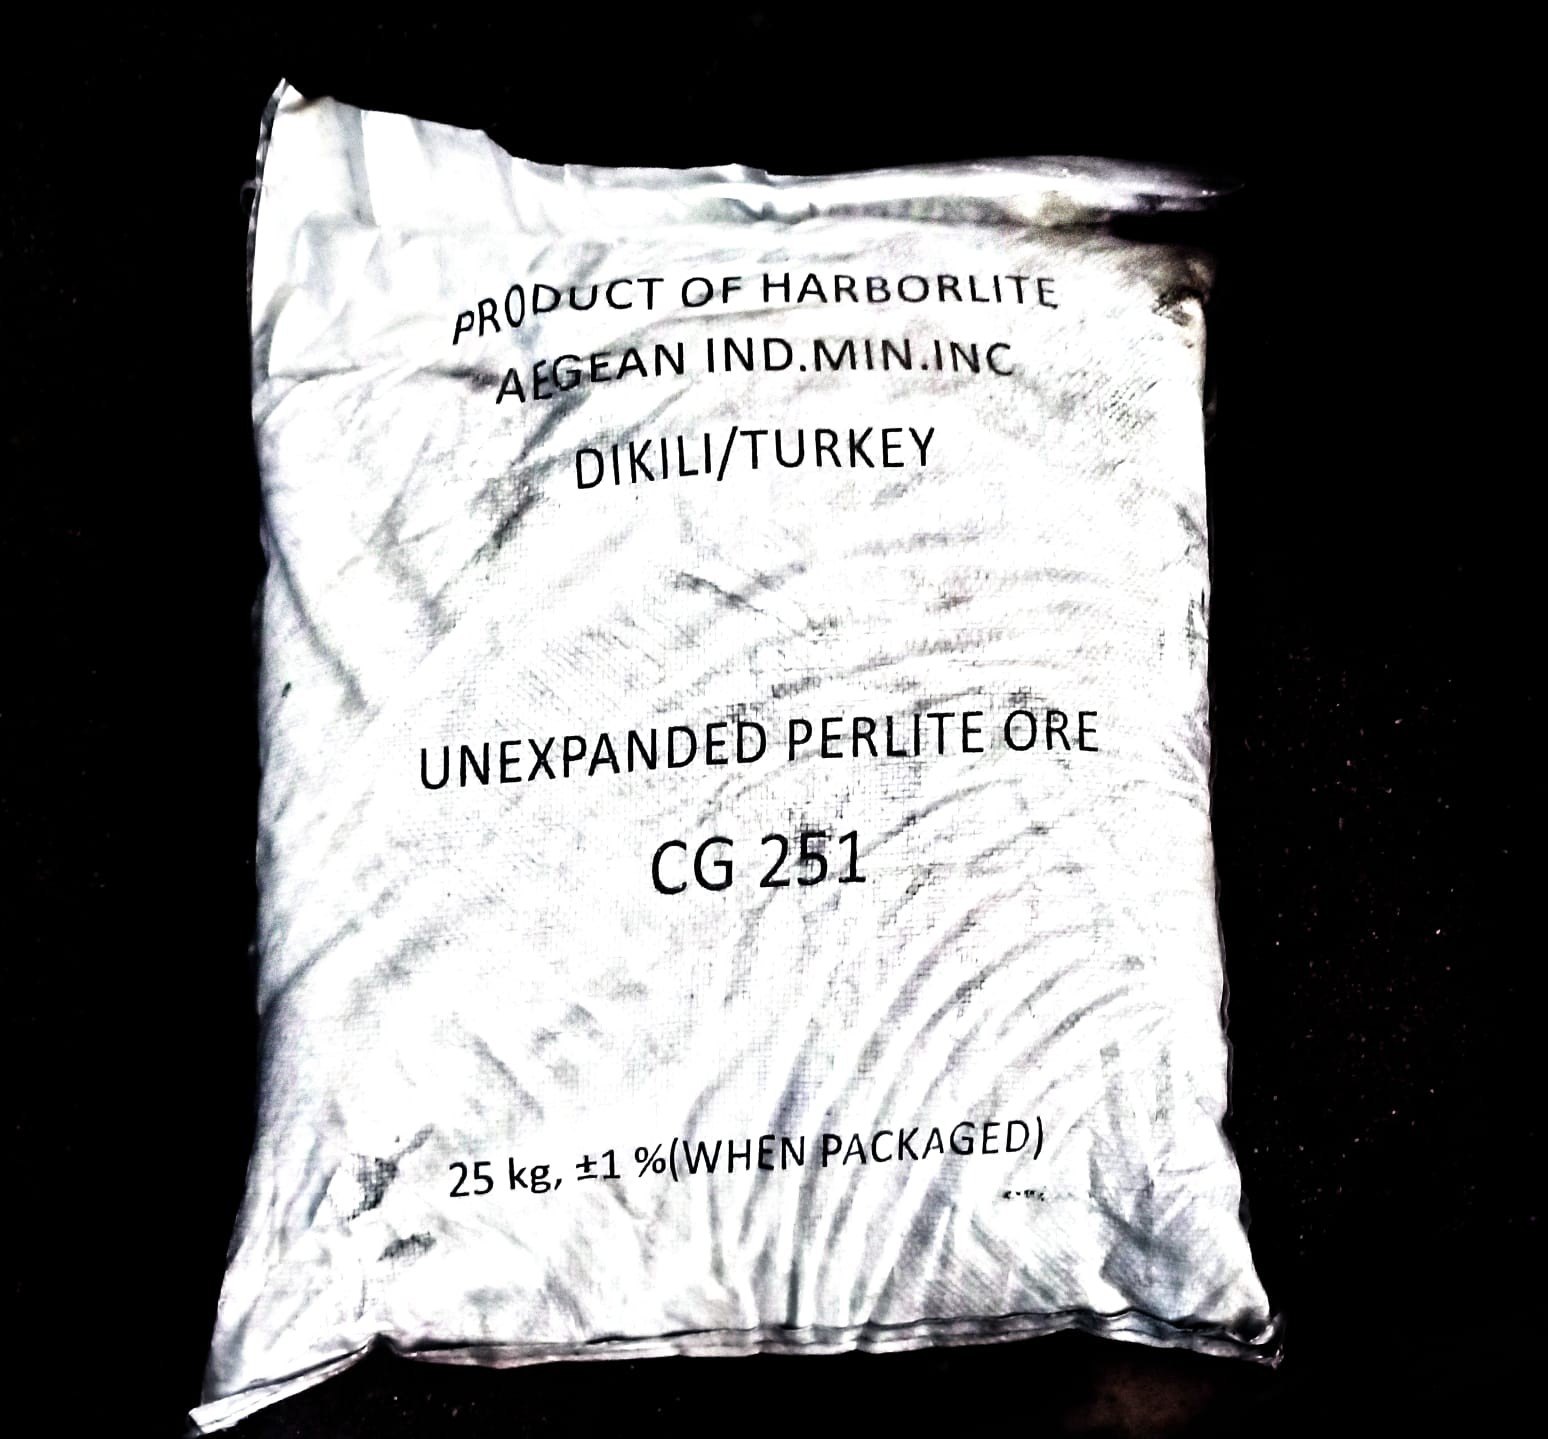 PRODUCT OF HARBORLITE
AEGEAN IND.MIN.INC
DIKILI/TURKEY
UNEXPANDED PERLITE ORE
CG 251
25 kg, ±1 %(WHEN PACKAGED)